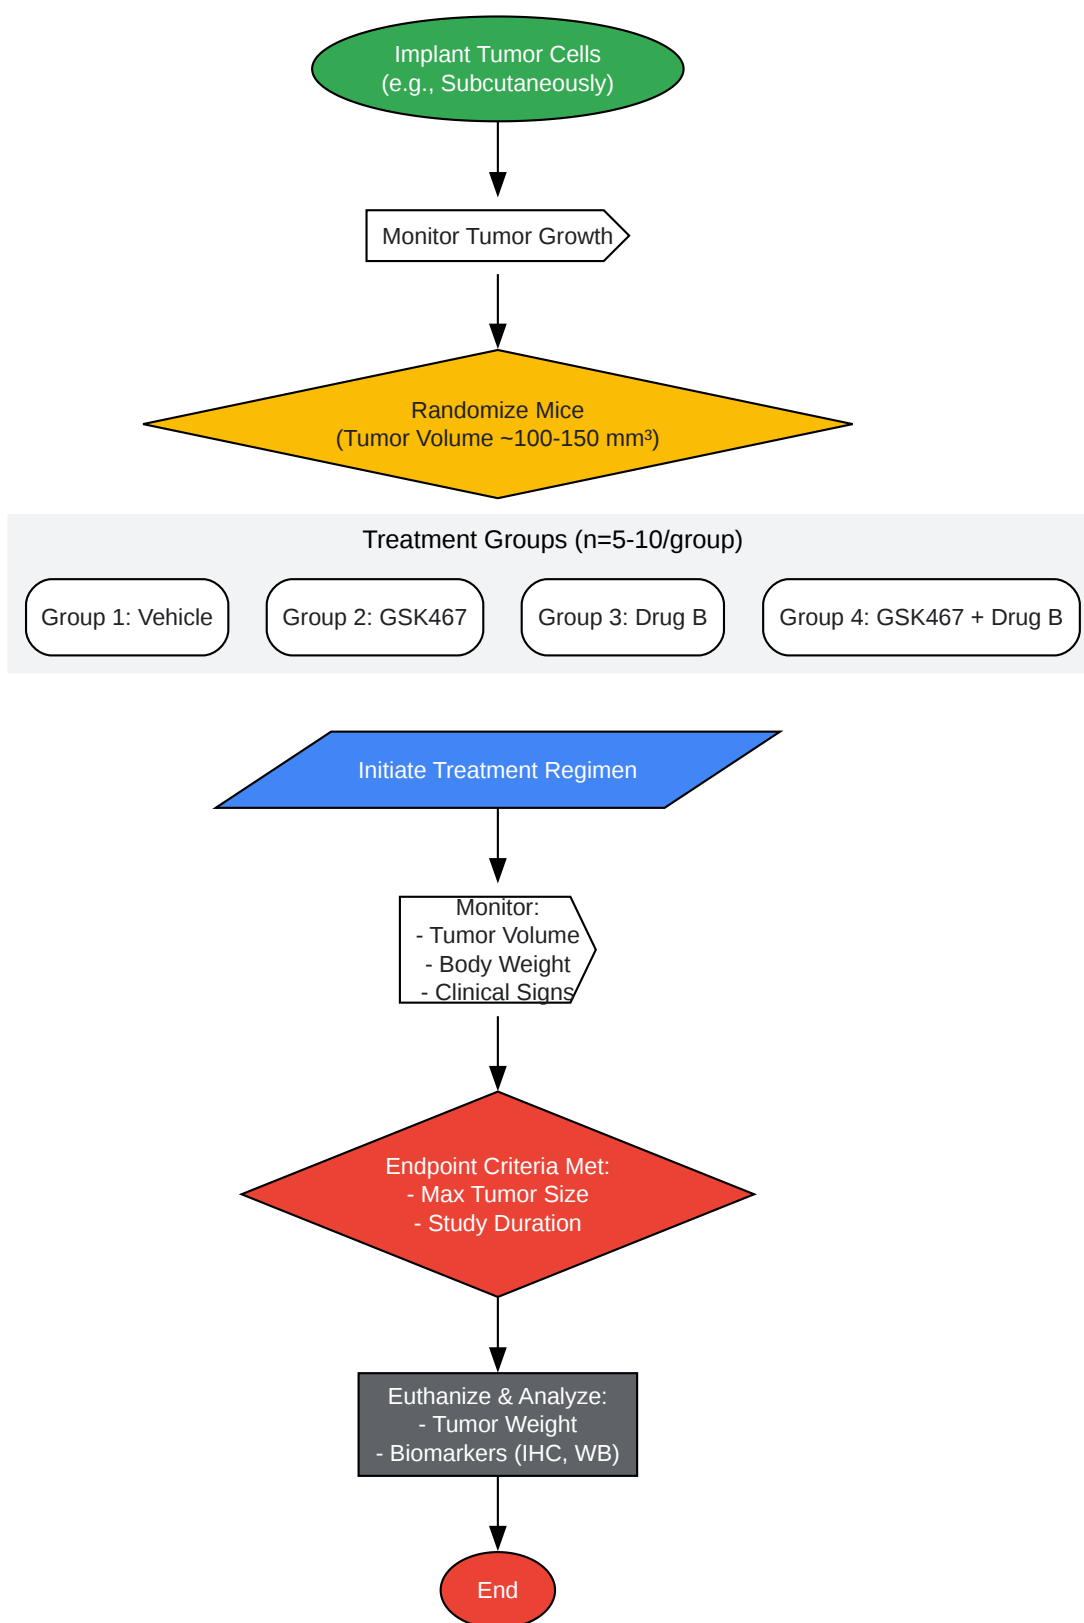 Implant Tumor Cells
(e.g., Subcutaneously)
Monitor Tumor Growth
Randomize Mice
(Tumor Volume ~100-150 mm³)
Treatment Groups (n=5-10/group)
Group 1: Vehicle
Group 2: GSK467
Group 3: Drug B
Group 4: GSK467 + Drug B
Initiate Treatment Regimen
Monitor:
- Tumor Volume
- Body Weight
- Clinical Signs
Endpoint Criteria Met:
- Max Tumor Size
- Study Duration
Euthanize & Analyze:
- Tumor Weight
- Biomarkers (IHC, WB)
End